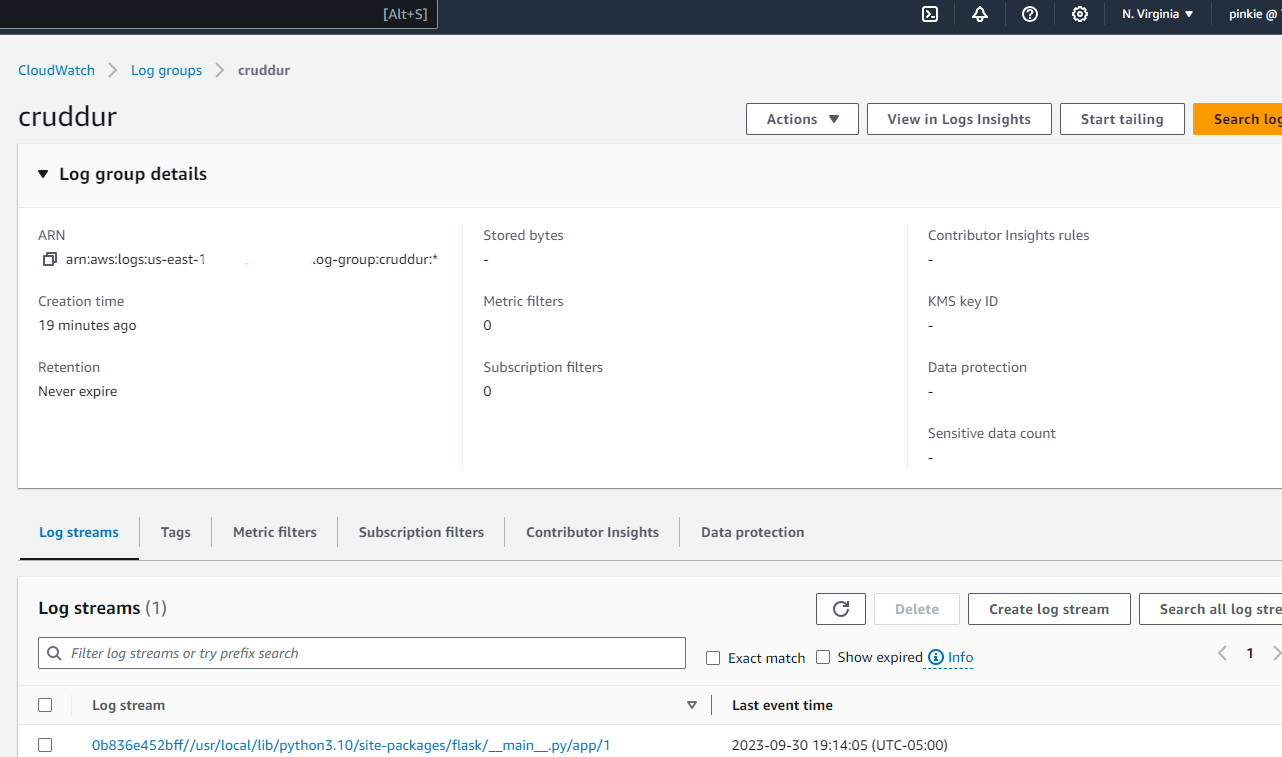 [Alt+S] N. Virginia pinkie @
CloudWatch Log groups cruddur
cruddur
Actions View in Logs Insights Start tailing Search log
Log group details
ARN
arn:aws:logs:us-east-1 log-group:cruddur:*
Creation time
19 minutes ago
Retention
Never expire
Stored bytes
-
Metric filters
0
Subscription filters
0
Contributor Insights rules
-
KMS key ID
-
Data protection
-
Sensitive data count
-
Log streams Tags Metric filters Subscription filters Contributor Insights Data protection
Log streams (1)
Delete Create log stream Search all log stre
Filter log streams or try prefix search
Exact match Show expired Info
1
Log stream Last event time
0b836e452bff//usr/local/lib/python3.10/site-packages/flask/__main__.py/app/1 2023-09-30 19:14:05 (UTC-05:00)